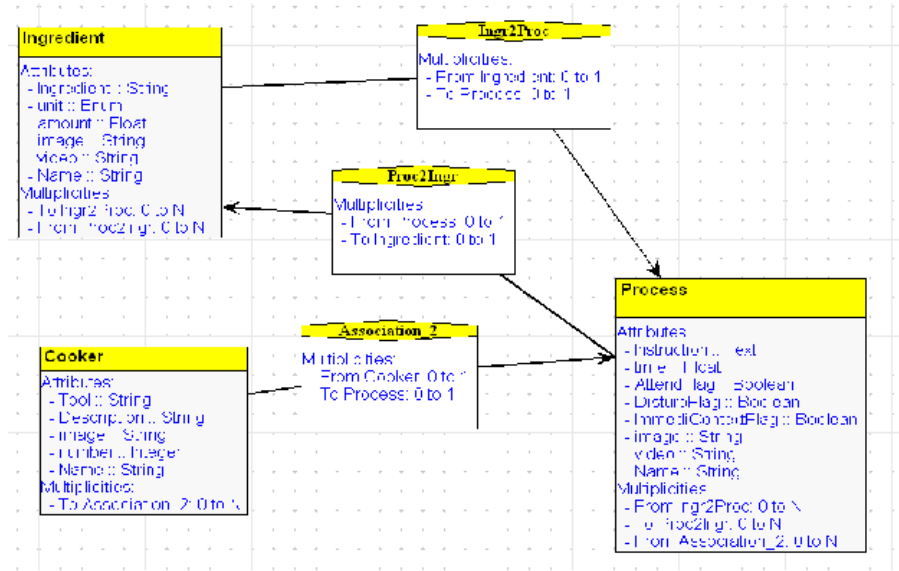 Ingredient
Attributes:
- Ingredient :: String
- unit :: Enum
amount :: Float
image :: String
video :: String
- Name :: String
Multiplicities
- To Ingr2Proc: 0 to N
- From Proc2Ingr: 0 to N
Ingr2Proc
Multiplicities:
- From Ingredient: 0 to 1
- To Process: 0 to 1
Proc2Ingr
Multiplicities
- From Process: 0 to 1
- To Ingredient: 0 to 1
Association_2
Multiplicities:
From Cooker: 0 to 1
To Process: 0 to 1
Cooker
Attributes:
- Tool :: String
- Description :: String
- image :: String
- number :: Integer
- Name :: String
Multiplicities:
- To Association_2: 0 to N
Process
Attributes
- Instruction :: Text
- time :: Float
- AttendFlag :: Boolean
- DisturbFlag :: Boolean
- ImmediContextFlag :: Boolean
- image :: String
video :: String
Name :: String
Multiplicities
- From Ingr2Proc: 0 to N
- To Proc2Ingr: 0 to N
- From Association_2: 0 to N